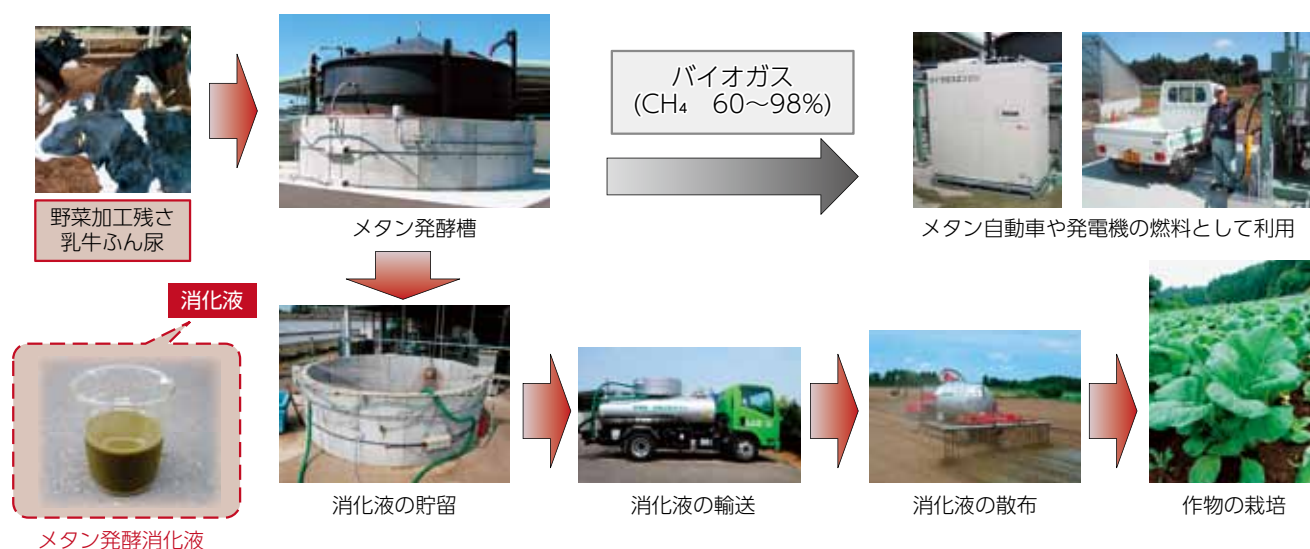 バイオガス
(CH₄ 60～98%)
野菜加工残さ
乳牛ふん尿
メタン発酵槽
メタン自動車や発電機の燃料として利用
消化液
消化液の貯留
消化液の輸送
消化液の散布
作物の栽培
メタン発酵消化液